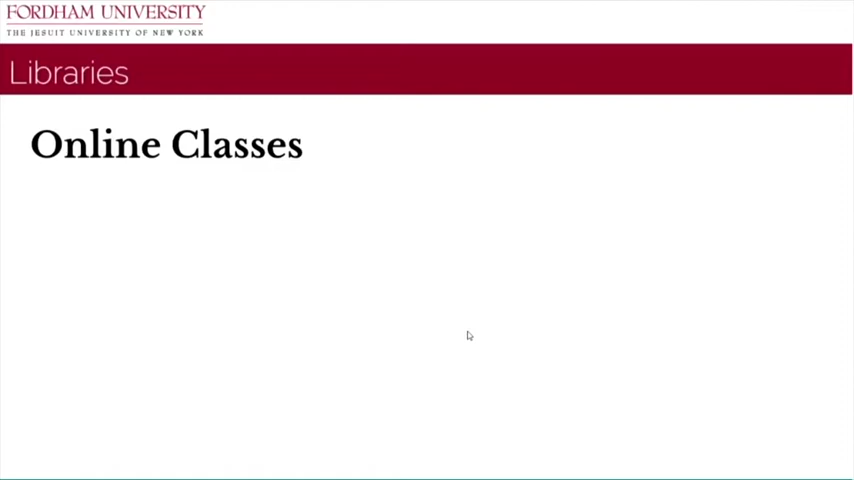 FORDHAM UNIVERSITY
THE JESUIT UNIVERSITY OF NEW YORK
Libraries
Online Classes